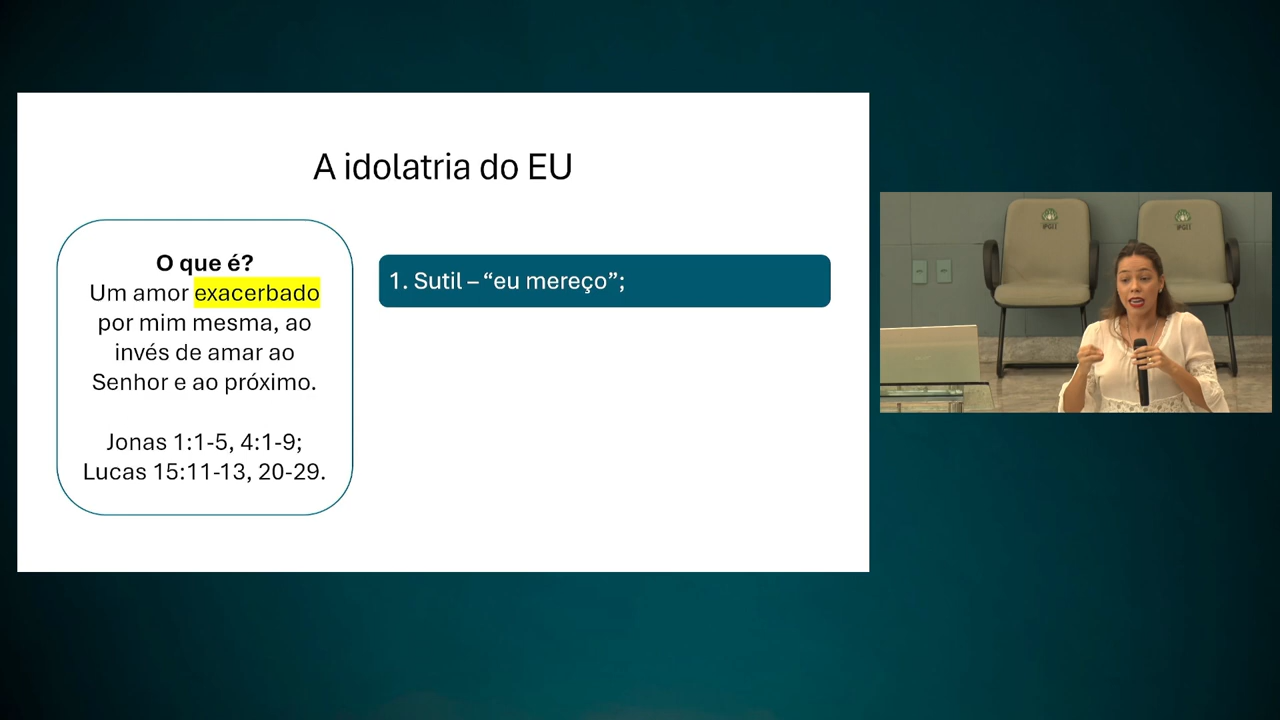 A idolatria do EU
O que é?
Um amor exacerbado
por mim mesma, ao
invés de amar ao
Senhor e ao próximo.
Jonas 1:1-5, 4:1-9;
Lucas 15:11-13, 20-29.
1. Sutil – “eu mereço”;